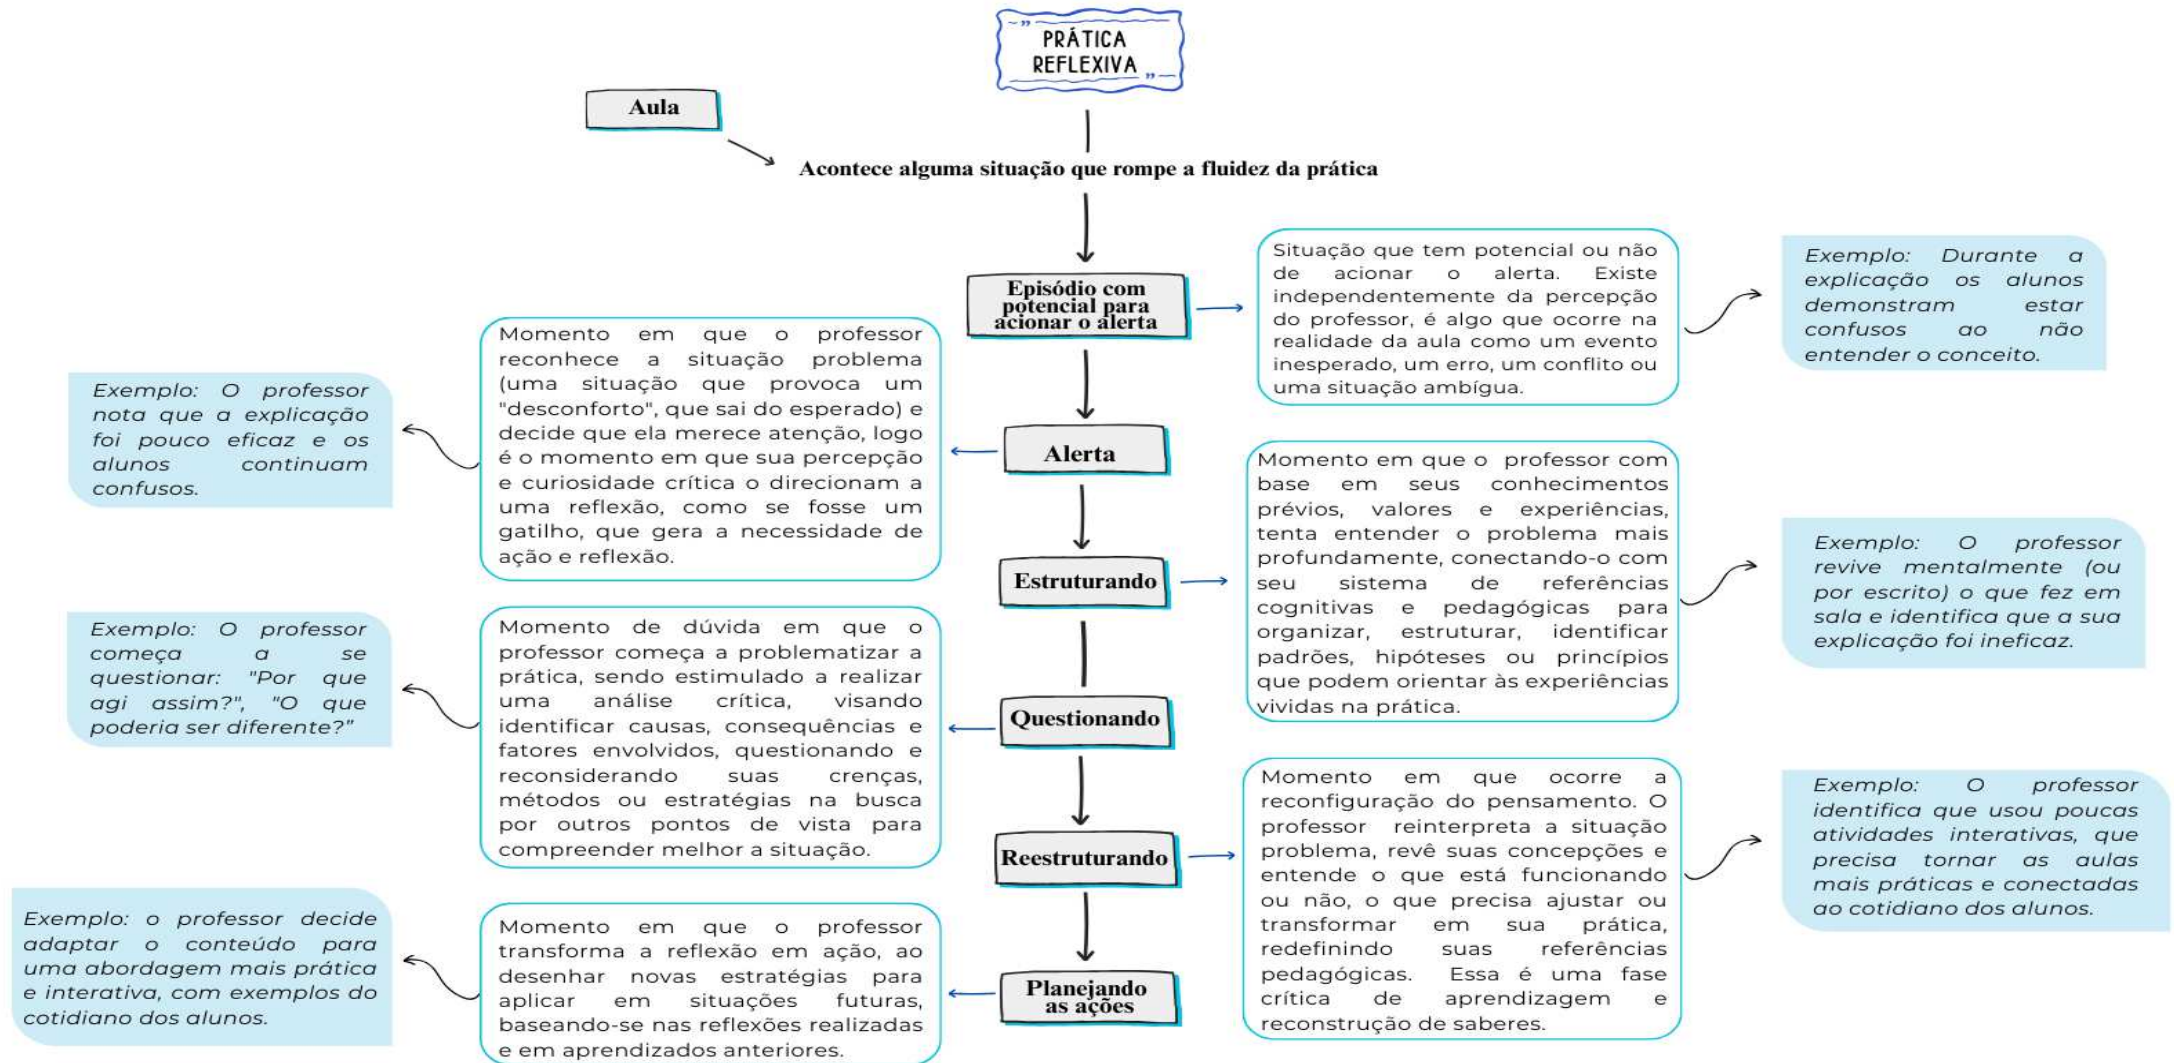 PRÁTICA
REFLEXIVA
Aula
Acontece alguma situação que rompe a fluidez da prática
Episódio com
potencial para
acionar o alerta
Situação que tem potencial ou não
de acionar o alerta. Existe
independentemente da percepção
do professor, é algo que ocorre na
realidade da aula como um evento
inesperado, um erro, um conflito ou
uma situação ambígua.
Exemplo: Durante a
explicação os alunos
demonstram estar
confusos ao não
entender o conceito.
Alerta
Momento em que o professor
reconhece a situação problema
(uma situação que provoca um
"desconforto", que sai do esperado) e
decide que ela merece atenção, logo
é o momento em que sua percepção
e curiosidade crítica o direcionam a
uma reflexão, como se fosse um
gatilho, que gera a necessidade de
ação e reflexão.
Exemplo: O professor
nota que a explicação
foi pouco eficaz e os
alunos continuam
confusos.
Estruturando
Momento em que o professor com
base em seus conhecimentos
prévios, valores e experiências,
tenta entender o problema mais
profundamente, conectando-o com
seu sistema de referências
cognitivas e pedagógicas para
organizar, estruturar, identificar
padrões, hipóteses ou princípios
que podem orientar às experiências
vividas na prática.
Exemplo: O professor
revive mentalmente (ou
por escrito) o que fez em
sala e identifica que a sua
explicação foi ineficaz.
Questionando
Momento de dúvida em que o
professor começa a problematizar a
prática, sendo estimulado a realizar
uma análise crítica, visando
identificar causas, consequências e
fatores envolvidos, questionando e
reconsiderando suas crenças,
métodos ou estratégias na busca
por outros pontos de vista para
compreender melhor a situação.
Exemplo: O professor
começa a se
questionar: "Por que
agi assim?", "O que
poderia ser diferente?"
Reestruturando
Momento em que ocorre a
reconfiguração do pensamento. O
professor reinterpreta a situação
problema, revê suas concepções e
entende o que está funcionando
ou não, o que precisa ajustar ou
transformar em sua prática,
redefinindo suas referências
pedagógicas. Essa é uma fase
crítica de aprendizagem e
reconstrução de saberes.
Exemplo: O professor
identifica que usou poucas
atividades interativas, que
precisa tornar as aulas
mais práticas e conectadas
ao cotidiano dos alunos.
Planejando
as ações
Momento em que o professor
transforma a reflexão em ação, ao
desenhar novas estratégias para
aplicar em situações futuras,
baseando-se nas reflexões realizadas
e em aprendizados anteriores.
Exemplo: o professor decide
adaptar o conteúdo para
uma abordagem mais prática
e interativa, com exemplos do
cotidiano dos alunos.